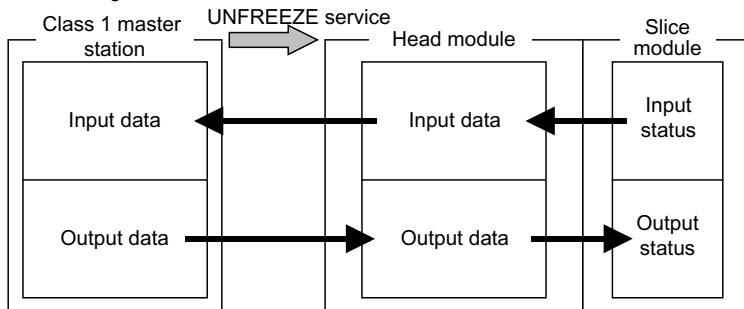 UNFREEZE service
Class 1 master
station
Head module
Slice
module
Input data
Input data
Input
status
Output data
Output data
Output
status